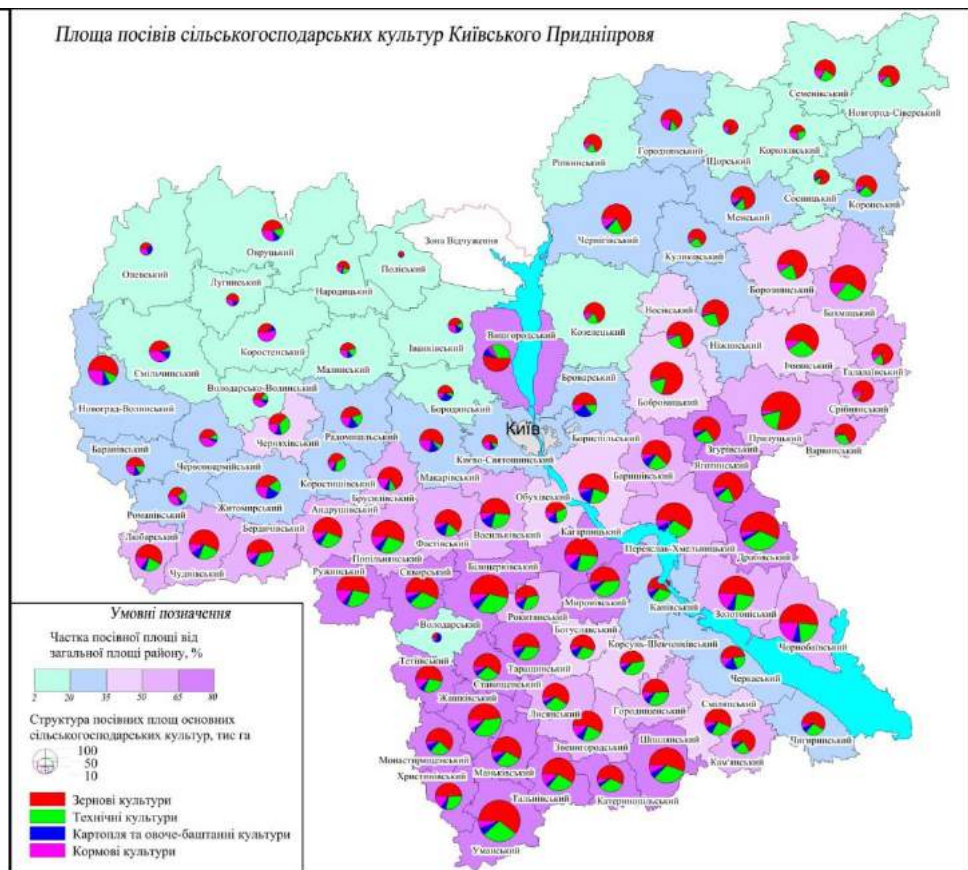 Площа посівів сільськогосподарських культур Київського Придніпровя
Семенівський
Новгород-Сіверський
Городнянський
Щорський
Корюківський
Ріпкинський
Сосницький
Коропський
Менський
Чернігівський
Куликівський
Зона Відчуження
Олевський
Овруцький
Поліський
Народицький
Лугинський
Борзнянський
Бахмацький
Носівський
Козелецький
Ніжинський
Ічнянський
Талалаївський
Вишгородський
Іванківський
Коростенський
Малинський
Ємільчинський
Володарсько-Волинський
Бородянський
Броварський
Бобровицький
Срібнянський
Новоград-Волинський
Черняхівський
Радомишльський
Київ
Бориспільський
Прилуцький
Варвинський
Згурівський
Баранівський
Червоноармійський
Макарівський
Києво-Святошинський
Яготинський
Баришівський
Коростишівський
Брусилівський
Романівський
Житомирський
Обухівський
Андрушівський
Любарський
Бердичівський
Фастівський
Васильківський
Кагарлицький
Переяслав-Хмельницький
Драбівський
Чуднівський
Попільнянський
Ружинський
Сквирський
Білоцерківський
Миронівський
Рокитнянський
Канівський
Золотоніський
Чорнобаївський
Володарський
Богуславський
Корсунь-Шевченківський
Тетіївський
Таращанський
Ставищенський
Черкаський
Жашківський
Лисянський
Городищенський
Смілянський
Чигиринський
Звенигородський
Шполянський
Кам'янський
Монастирищенський
Маньківський
Христинівський
Тальнівський
Катеринопільський
Уманський
Умовні позначення
Частка посівної площі від
загальної площі району, %
2 20 35 50 65 80
Структура посівних площ основних
сільськогосподарських культур, тис га
100
50
10
Зернові культури
Технічні культури
Картопля та овоче-баштанні культури
Кормові культури